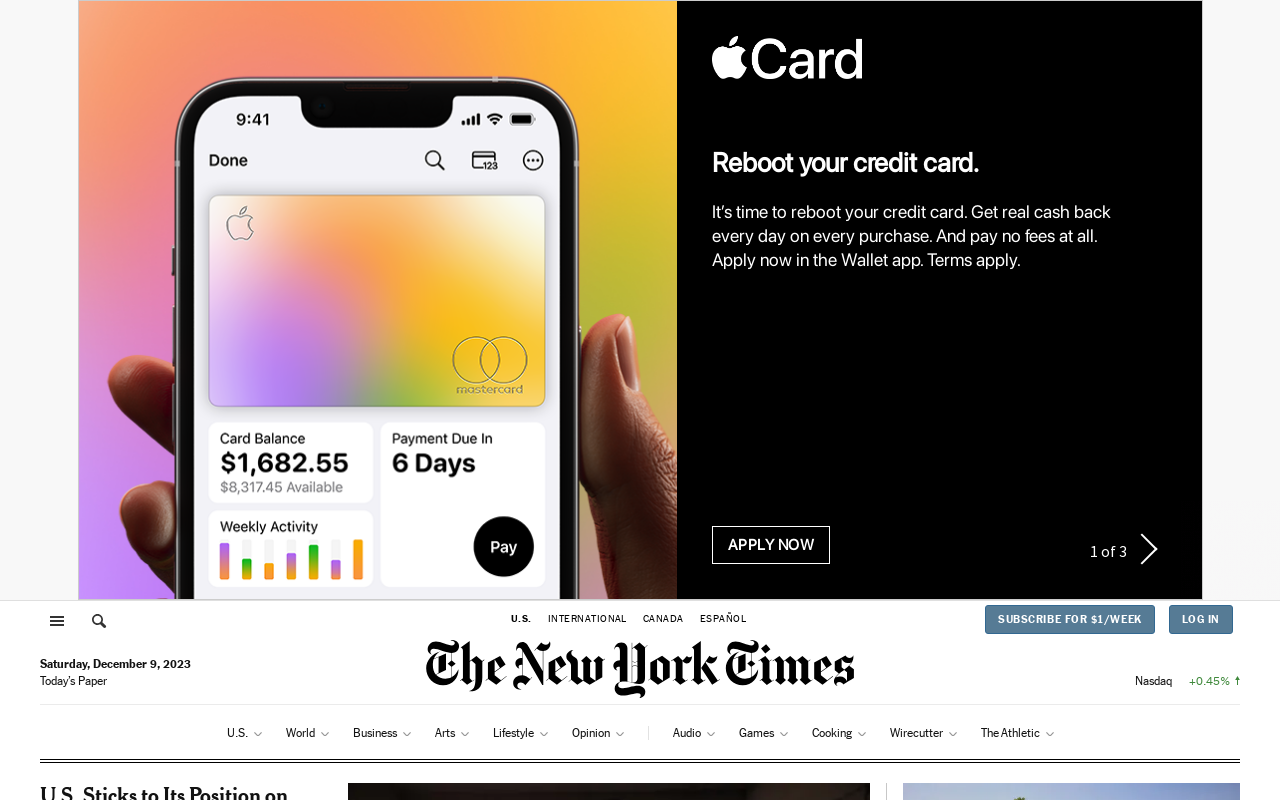 9:41
Done
123
mastercard
Card Balance
$1,682.55
$8,317.45 Available
Payment Due In
6 Days
Weekly Activity
Pay
Card
Reboot your credit card.
It's time to reboot your credit card. Get real cash back
every day on every purchase. And pay no fees at all.
Apply now in the Wallet app. Terms apply.
APPLY NOW
1 of 3
U.S. INTERNATIONAL CANADA ESPAÑOL
SUBSCRIBE FOR $1/WEEK
LOG IN
Saturday, December 9, 2023
Today's Paper
The New York Times
Nasdaq +0.45%
U.S. World Business Arts Lifestyle Opinion Audio Games Cooking Wirecutter The Athletic
U.S. Sticks to Its Position on